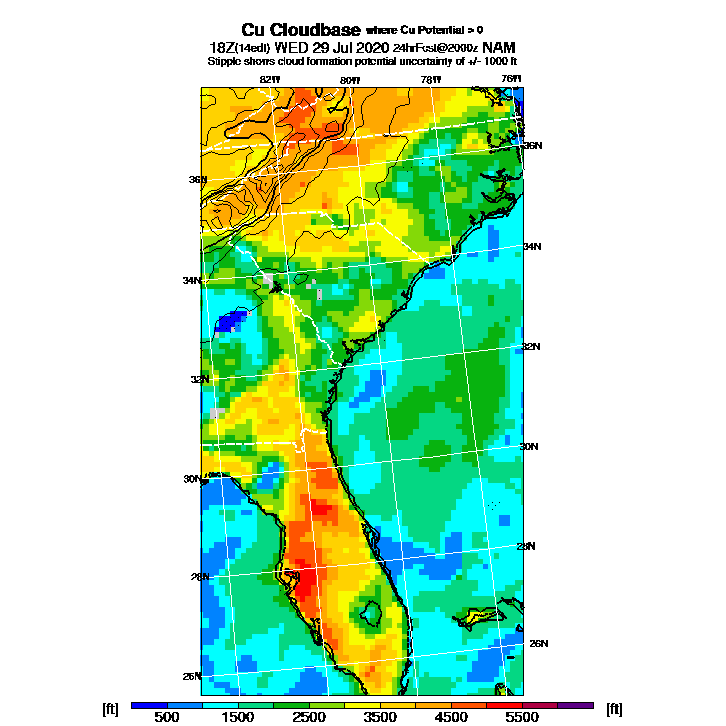 Cu Cloudbase where Cu Potential > 0
18Z(14edt) WED 29 Jul 2020 24hrFcst@2000z NAM
Stipple shows cloud formation potential uncertainty of +/- 1000 ft
82W 80W 78W 76W
36N
36N
34N
34N
32N
32N
30N
30N
28N
28N
26N
26N
[ft] 500 1500 2500 3500 4500 5500 [ft]